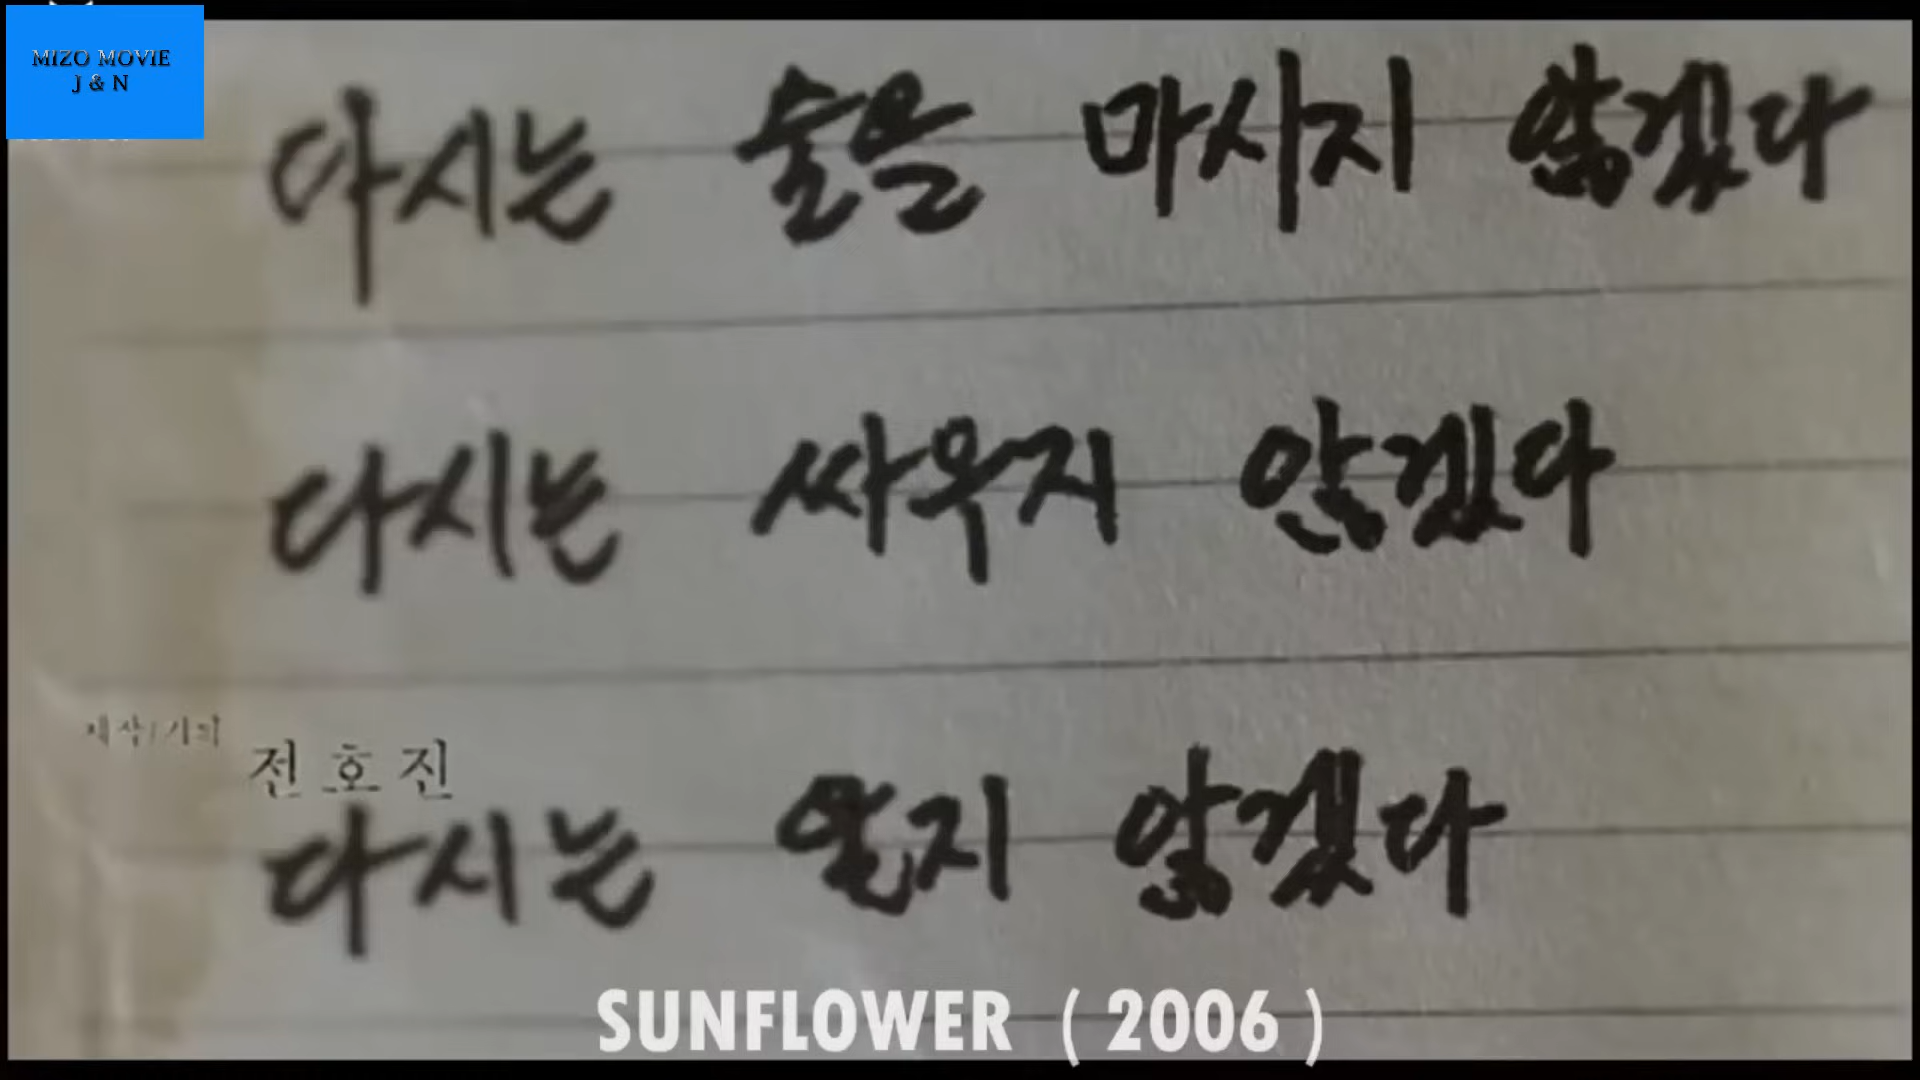 MIZO MOVIE
J & N
다시는 술을 마시지 않겠다
다시는 싸우지 않겠다
전호진
다시는 울지 않겠다
SUNFLOWER ( 2006 )